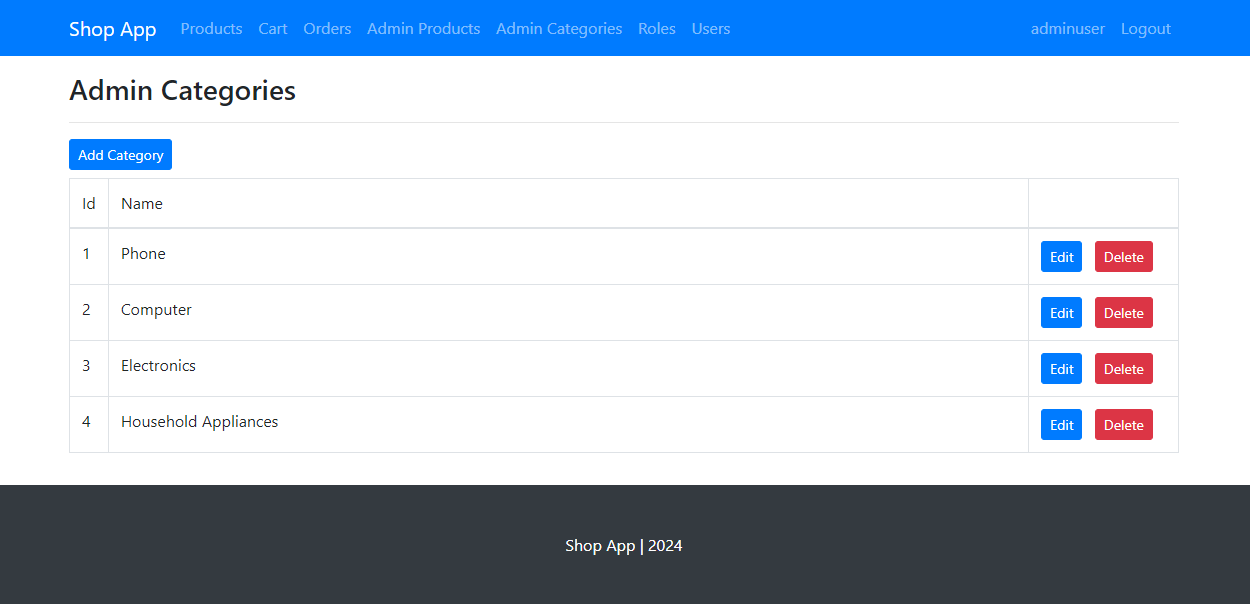 Shop App Products Cart Orders Admin Products Admin Categories Roles Users adminuser Logout
Admin Categories
Add Category
Id Name
1 Phone Edit Delete
2 Computer Edit Delete
3 Electronics Edit Delete
4 Household Appliances Edit Delete
Shop App | 2024